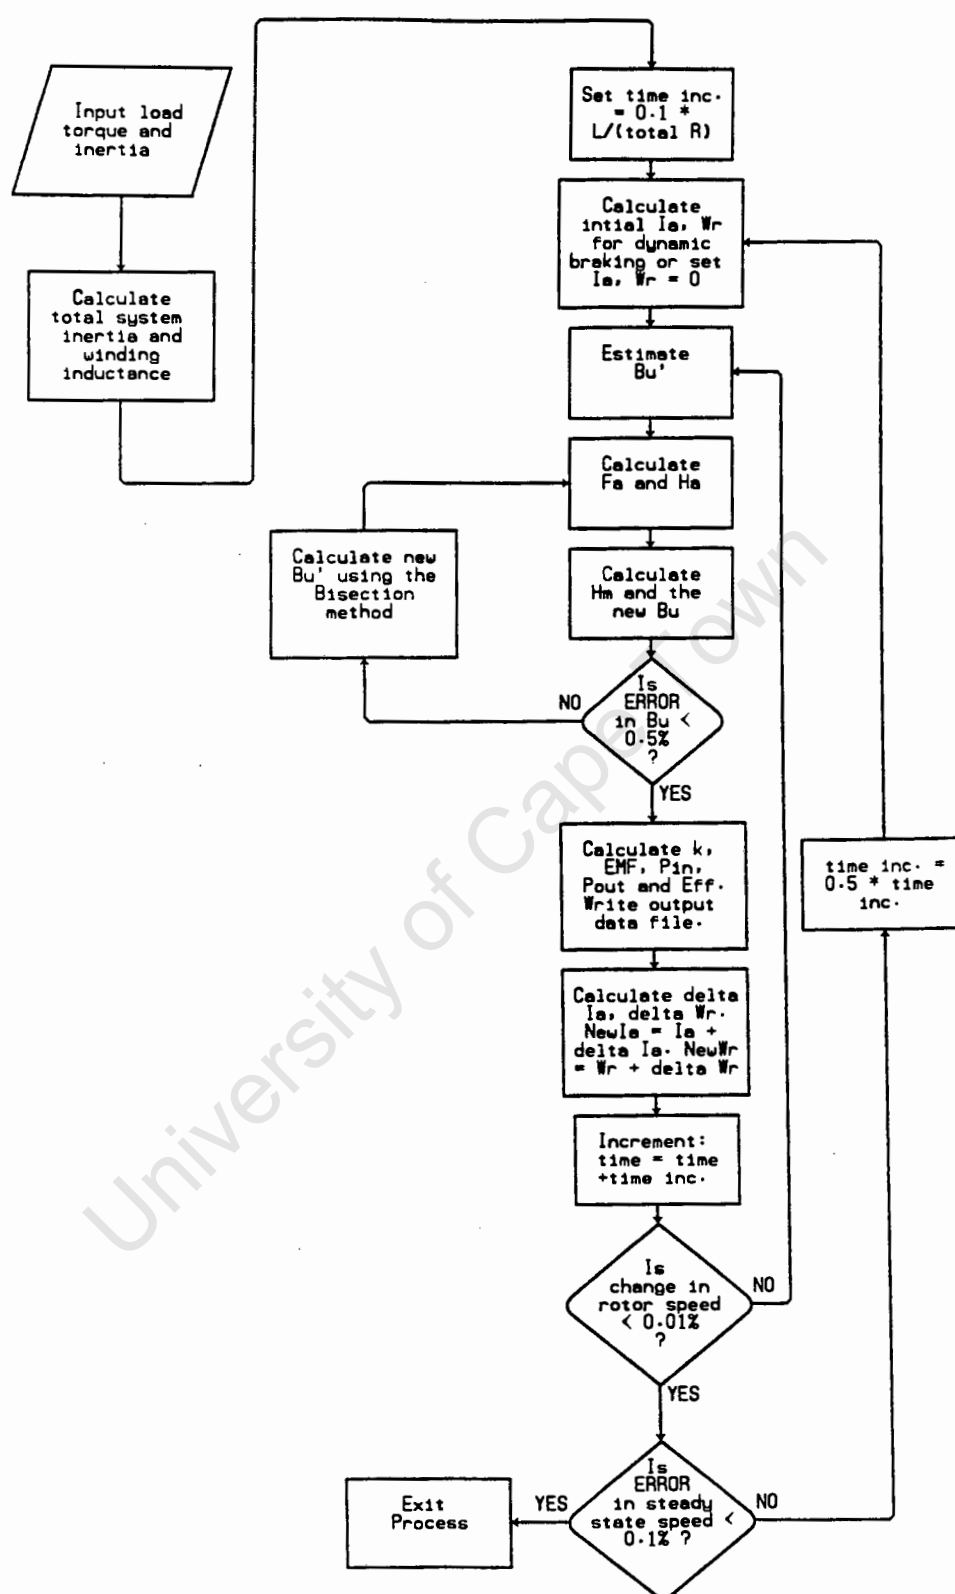 Input load
torque and
inertia
Calculate
total system
inertia and
winding
inductance
Set time inc.
= 0.1 *
L/(total R)
Calculate
intial Ia, Wr
for dynamic
braking or set
Ia, Wr = 0
Estimate
Bu'
Calculate
Fa and Ha
Calculate new
Bu' using the
Bisection
method
Calculate
Hm and the
new Bu
Is
ERROR
in Bu <
0.5%
?
NO
YES
Calculate k,
EMF, Pin,
Pout and Eff.
Write output
data file.
time inc. =
0.5 * time
inc.
Calculate delta
Ia, delta Wr.
NewIa = Ia +
delta Ia. NewWr
= Wr + delta Wr
Increment:
time = time
+time inc.
Is
change in
rotor speed
< 0.01%
?
NO
YES
Is
ERROR
in steady
state speed <
0.1% ?
YES
NO
Exit
Process
University of Cape Town